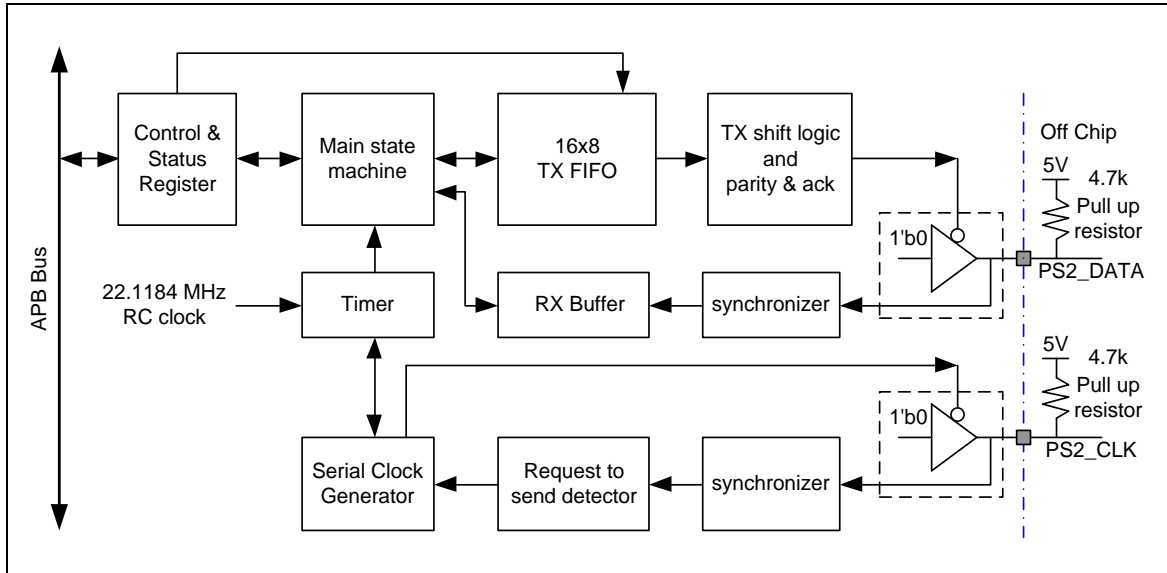 APB Bus
Control &
Status
Register
Main state
machine
16x8
TX FIFO
TX shift logic
and
parity & ack
Off Chip
5V
4.7k
Pull up
resistor
1'b0
PS2_DATA
22.1184 MHz
RC clock
Timer
RX Buffer
synchronizer
5V
4.7k
Pull up
resistor
1'b0
PS2_CLK
Serial Clock
Generator
Request to
send detector
synchronizer